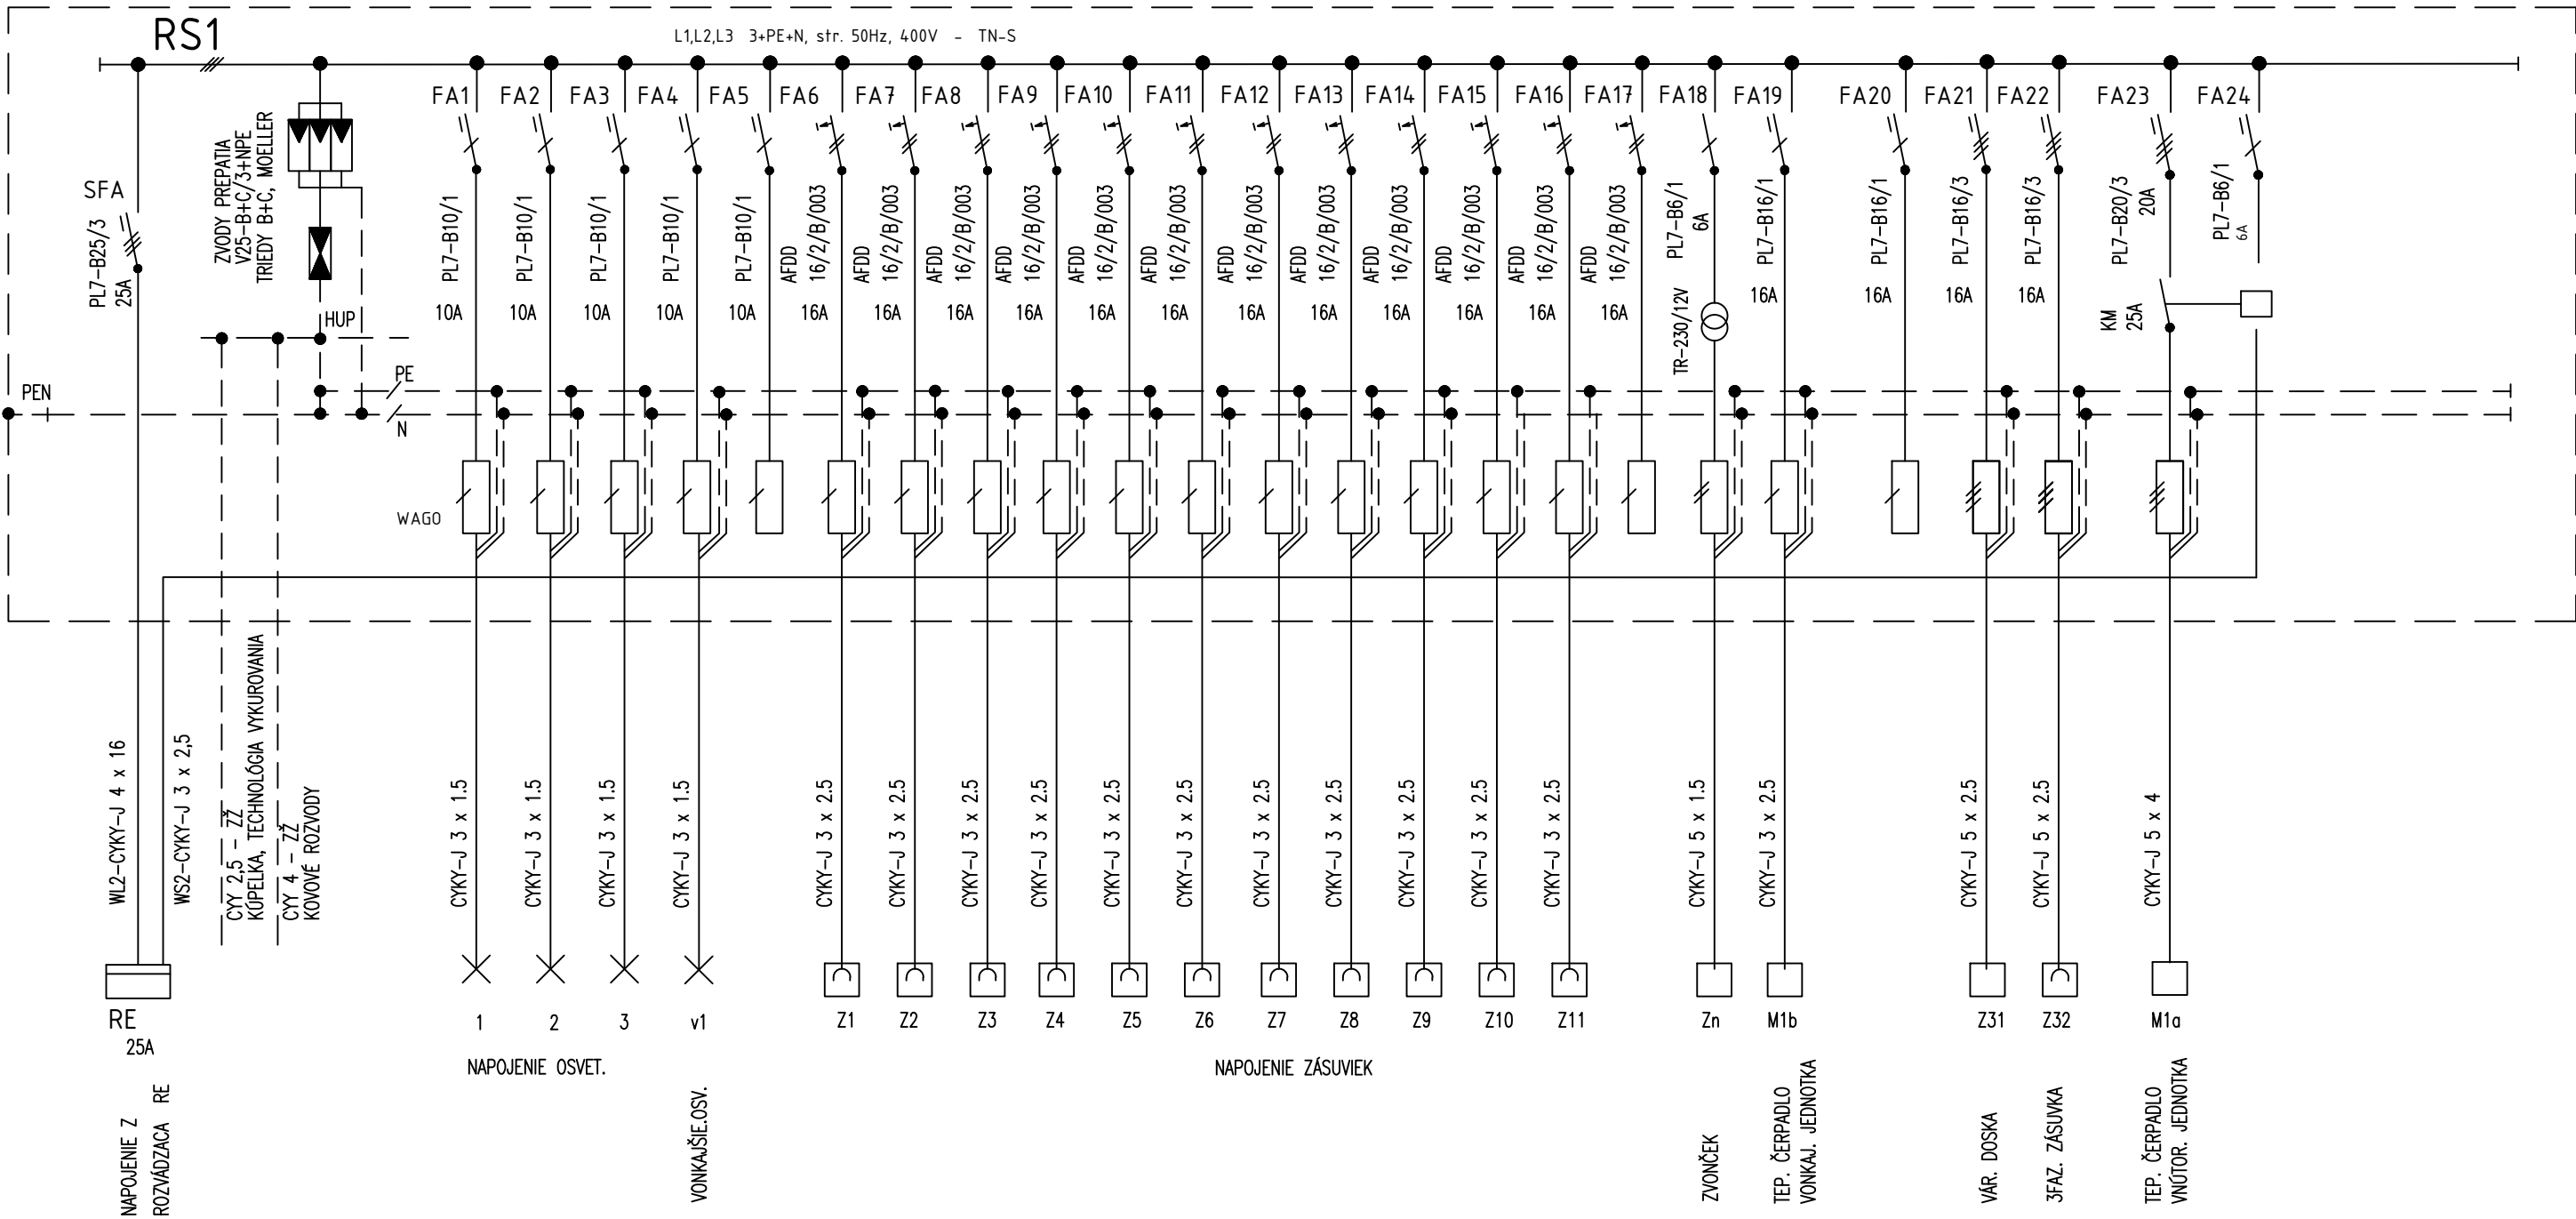 RS1
L1,L2,L3 3+PE+N, str. 50Hz, 400V - TN-S
FA1
FA2
FA3
FA4
FA5
FA6
FA7
FA8
FA9
FA10
FA11
FA12
FA13
FA14
FA15
FA16
FA17
FA18
FA19
FA20
FA21
FA22
FA23
FA24
SFA
PL7-B25/3
25A
ZVODY PREPATIA
V25-B+C/3+NPE
TRIEDY B+C, MOELLER
PL7-B10/1
10A
PL7-B10/1
10A
PL7-B10/1
10A
PL7-B10/1
10A
PL7-B10/1
10A
AFDD
16/2/B/003
16A
AFDD
16/2/B/003
16A
AFDD
16/2/B/003
16A
AFDD
16/2/B/003
16A
AFDD
16/2/B/003
16A
AFDD
16/2/B/003
16A
AFDD
16/2/B/003
16A
AFDD
16/2/B/003
16A
AFDD
16/2/B/003
16A
AFDD
16/2/B/003
16A
AFDD
16/2/B/003
16A
AFDD
16/2/B/003
16A
PL7-B6/1
6A
TR-230/12V
PL7-B16/1
16A
PL7-B16/1
16A
PL7-B16/3
16A
PL7-B16/3
16A
PL7-B20/3
20A
KM
25A
PL7-B6/1
6A
HUP
PE
PEN
N
WAGO
WL2-CYKY-J 4 x 16
WS2-CYKY-J 3 x 2,5
CYY 2,5 - ZŽ
KÚPELKA, TECHNOLÓGIA VYKUROVANIA
CYY 4 - ZŽ
KOVOVÉ ROZVODY
CYKY-J 3 x 1.5
CYKY-J 3 x 1.5
CYKY-J 3 x 1.5
CYKY-J 3 x 1.5
CYKY-J 3 x 2.5
CYKY-J 3 x 2.5
CYKY-J 3 x 2.5
CYKY-J 3 x 2.5
CYKY-J 3 x 2.5
CYKY-J 3 x 2.5
CYKY-J 3 x 2.5
CYKY-J 3 x 2.5
CYKY-J 3 x 2.5
CYKY-J 3 x 2.5
CYKY-J 3 x 2.5
CYKY-J 5 x 1.5
CYKY-J 3 x 2.5
CYKY-J 5 x 2.5
CYKY-J 5 x 2.5
CYKY-J 5 x 4
RE
25A
1
2
3
v1
Z1
Z2
Z3
Z4
Z5
Z6
Z7
Z8
Z9
Z10
Z11
Zn
M1b
Z31
Z32
M1a
NAPOJENIE OSVET.
NAPOJENIE ZÁSUVIEK
NAPOJENIE Z
ROZVÁDZACA RE
VONKAJŠIE.OSV.
ZVONČEK
TEP. ČERPADLO
VONKAJ. JEDNOTKA
VÁR. DOSKA
3FAZ. ZÁSUVKA
TEP. ČERPADLO
VNÚTOR. JEDNOTKA